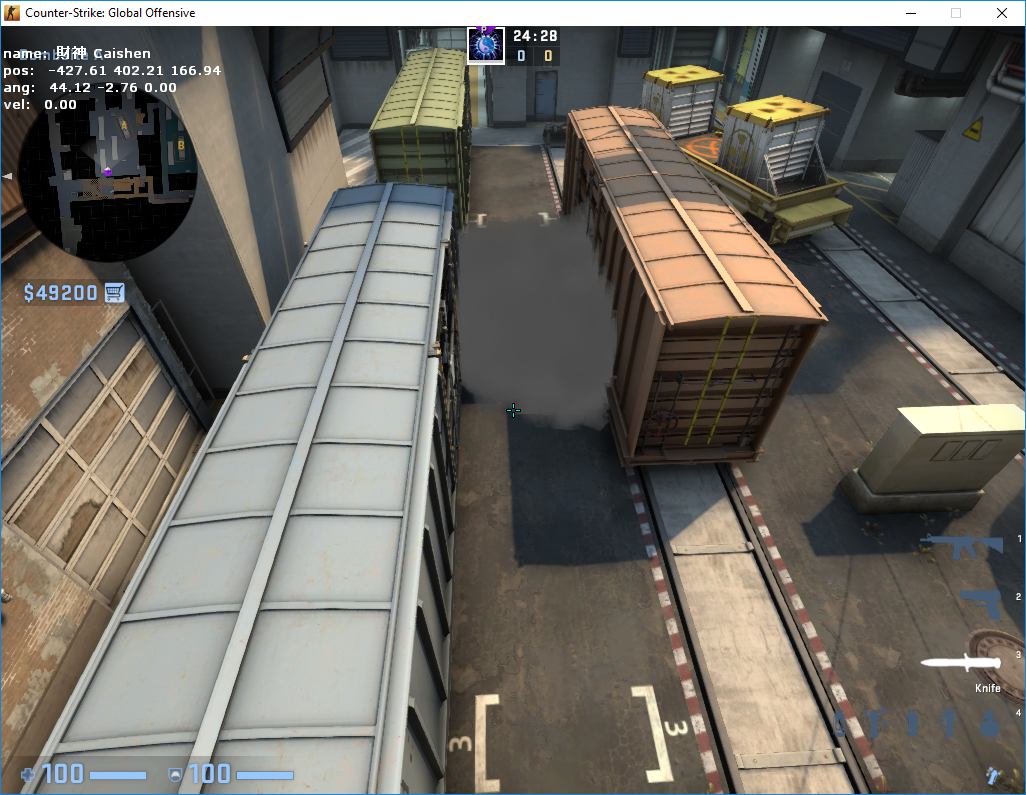 Counter-Strike: Global Offensive
name: 財神 Caishen
pos: -427.61 402.21 166.94
ang: 44.12 -2.76 0.00
vel: 0.00
24:28
0 0
B
$49200
1
2
3
Knife
4
3 3
100 100